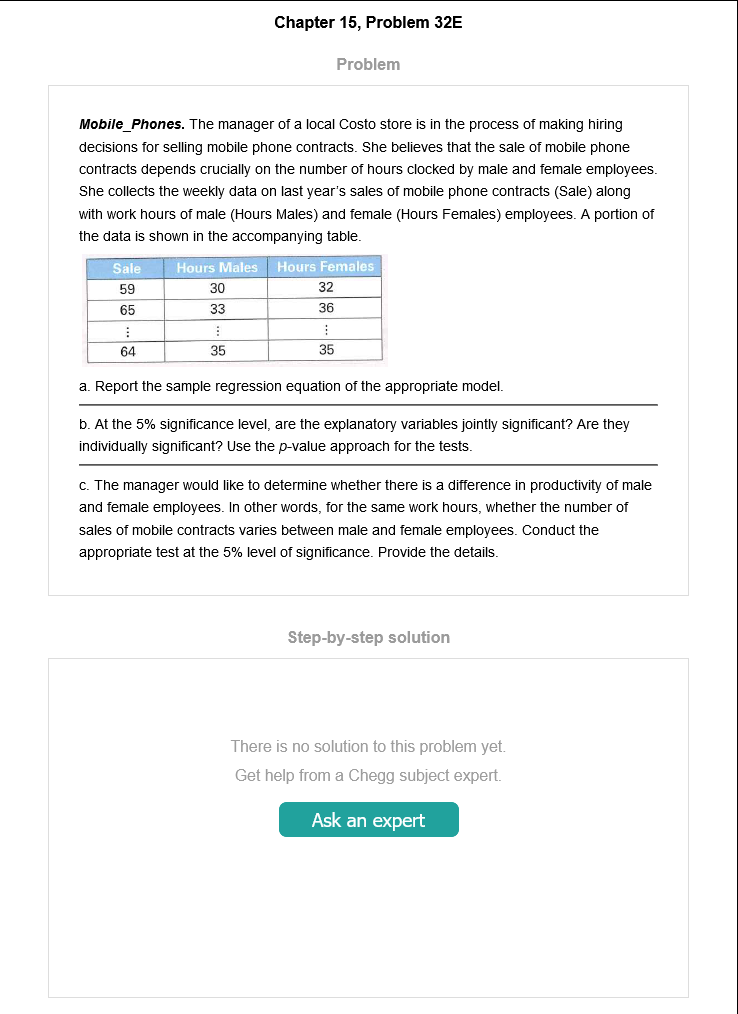 Chapter 15, Problem 32E
Problem
Mobile_Phones. The manager of a local Costo store is in the process of making hiring
decisions for selling mobile phone contracts. She believes that the sale of mobile phone
contracts depends crucially on the number of hours clocked by male and female employees.
She collects the weekly data on last year's sales of mobile phone contracts (Sale) along
with work hours of male (Hours Males) and female (Hours Females) employees. A portion of
the data is shown in the accompanying table.
Sale Hours Males Hours Females
59 30 32
65 33 36
⋮ ⋮ ⋮
64 35 35
a. Report the sample regression equation of the appropriate model.
b. At the 5% significance level, are the explanatory variables jointly significant? Are they
individually significant? Use the p-value approach for the tests.
c. The manager would like to determine whether there is a difference in productivity of male
and female employees. In other words, for the same work hours, whether the number of
sales of mobile contracts varies between male and female employees. Conduct the
appropriate test at the 5% level of significance. Provide the details.
Step-by-step solution
There is no solution to this problem yet.
Get help from a Chegg subject expert.
Ask an expert